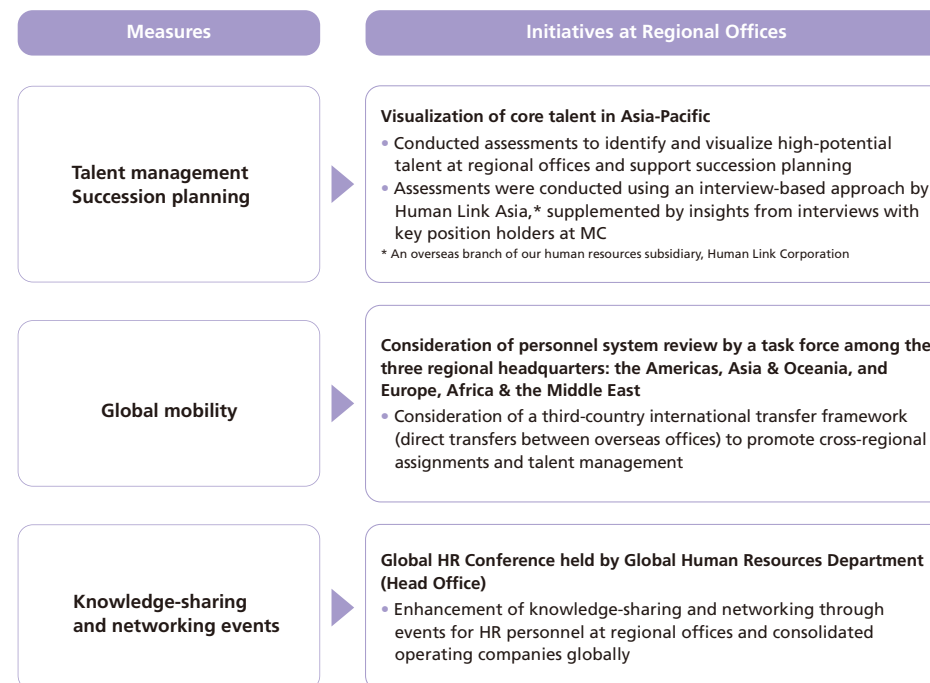 Measures
Initiatives at Regional Offices
Talent management
Succession planning
Visualization of core talent in Asia-Pacific
• Conducted assessments to identify and visualize high-potential
talent at regional offices and support succession planning
• Assessments were conducted using an interview-based approach by
Human Link Asia,* supplemented by insights from interviews with
key position holders at MC
* An overseas branch of our human resources subsidiary, Human Link Corporation
Global mobility
Consideration of personnel system review by a task force among the
three regional headquarters: the Americas, Asia & Oceania, and
Europe, Africa & the Middle East
• Consideration of a third-country international transfer framework
(direct transfers between overseas offices) to promote cross-regional
assignments and talent management
Knowledge-sharing
and networking events
Global HR Conference held by Global Human Resources Department
(Head Office)
• Enhancement of knowledge-sharing and networking through
events for HR personnel at regional offices and consolidated
operating companies globally